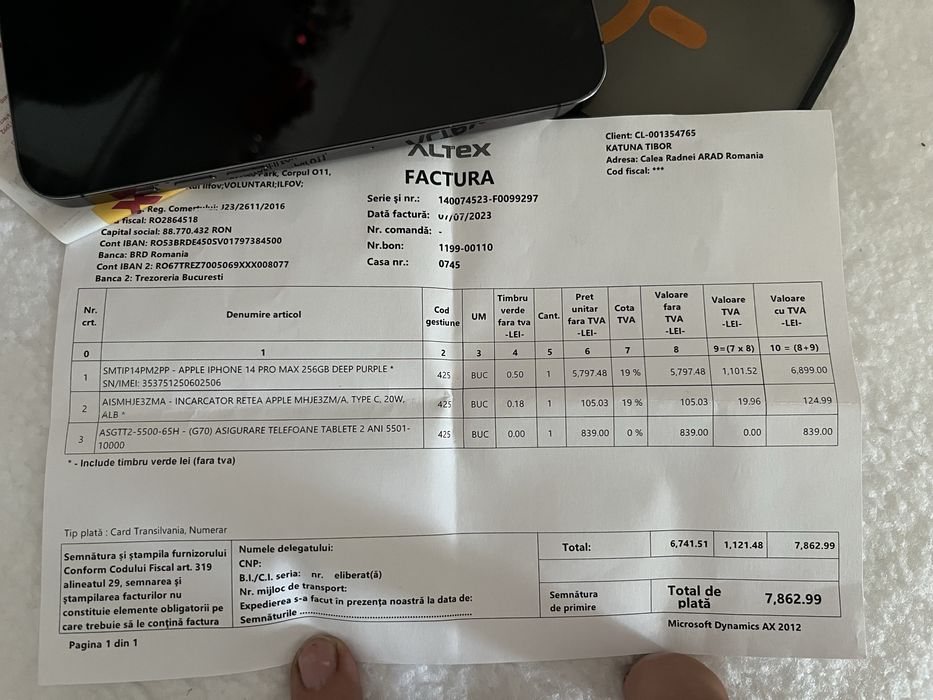 ALTEX
FACTURA
Park, Corpul O11,
Ilfov;VOLUNTARI;ILFOV;
Reg. Comertului: J23/2611/2016
fiscal: RO2864518
Capital social: 88.770.432 RON
Cont IBAN: RO53BRDE450SV01797384500
Banca: BRD Romania
Cont IBAN 2: RO67TREZ7005069XXX008077
Banca 2: Trezoreria Bucuresti
Serie și nr.: 140074523-F0099297
Dată factură: 07/07/2023
Nr. comandă: -
Nr.bon: 1199-00110
Casa nr.: 0745
Client: CL-001354765
KATUNA TIBOR
Adresa: Calea Radnei ARAD Romania
Cod fiscal: ***
Nr. crt. Denumire articol Cod gestiune UM Timbru verde fara tva -LEI- Cant. Pret unitar fara TVA -LEI- Cota TVA Valoare fara TVA -LEI- Valoare TVA -LEI- Valoare cu TVA -LEI-
0 1 2 3 4 5 6 7 8 9=(7 x 8) 10 = (8+9)
1 SMTIP14PM2PP - APPLE IPHONE 14 PRO MAX 256GB DEEP PURPLE * 425 BUC 0.50 1 5,797.48 19 % 5,797.48 1,101.52 6,899.00
SN/IMEI: 353751250602506
2 AISMHJE3ZMA - INCARCATOR RETEA APPLE MHJE3ZM/A, TYPE C, 20W, 425 BUC 0.18 1 105.03 19 % 105.03 19.96 124.99
ALB *
3 ASGTT2-5500-65H - (G70) ASIGURARE TELEFOANE TABLETE 2 ANI 5501- 425 BUC 0.00 1 839.00 0 % 839.00 0.00 839.00
10000
* - Include timbru verde lei (fara tva)
Tip plată : Card Transilvania, Numerar
Semnătura și ștampila furnizorului
Conform Codului Fiscal art. 319
alineatul 29, semnarea și
ștampilarea facturilor nu
constituie elemente obligatorii pe
care trebuie să le conțină factura
Numele delegatului:
CNP:
B.I./C.I. seria: nr. eliberat(ă)
Nr. mijloc de transport:
Expedierea s-a facut în prezența noastră la data de:
Semnăturile ............................................................
Total: 6,741.51 1,121.48 7,862.99
Semnătura
de primire
Total de
plată
7,862.99
Microsoft Dynamics AX 2012
Pagina 1 din 1